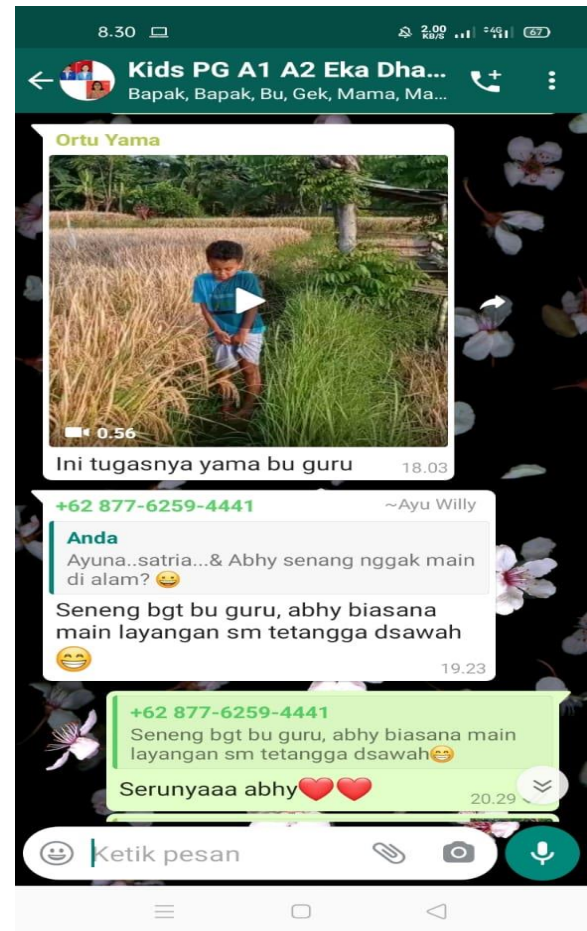 8.30
2.00 KB/S 4G 67
Kids PG A1 A2 Eka Dha...
Bapak, Bapak, Bu, Gek, Mama, Ma...
Ortu Yama
0.56
Ini tugasnya yama bu guru
18.03
+62 877-6259-4441 ~Ayu Willy
Anda
Ayuna..satria...& Abhy senang nggak main
di alam? 😀
Seneng bgt bu guru, abhy biasana
main layangan sm tetangga dsawah
😁
19.23
+62 877-6259-4441
Seneng bgt bu guru, abhy biasana main
layangan sm tetangga dsawah😁
Serunyaaa abhy❤️❤️
20.29
Ketik pesan